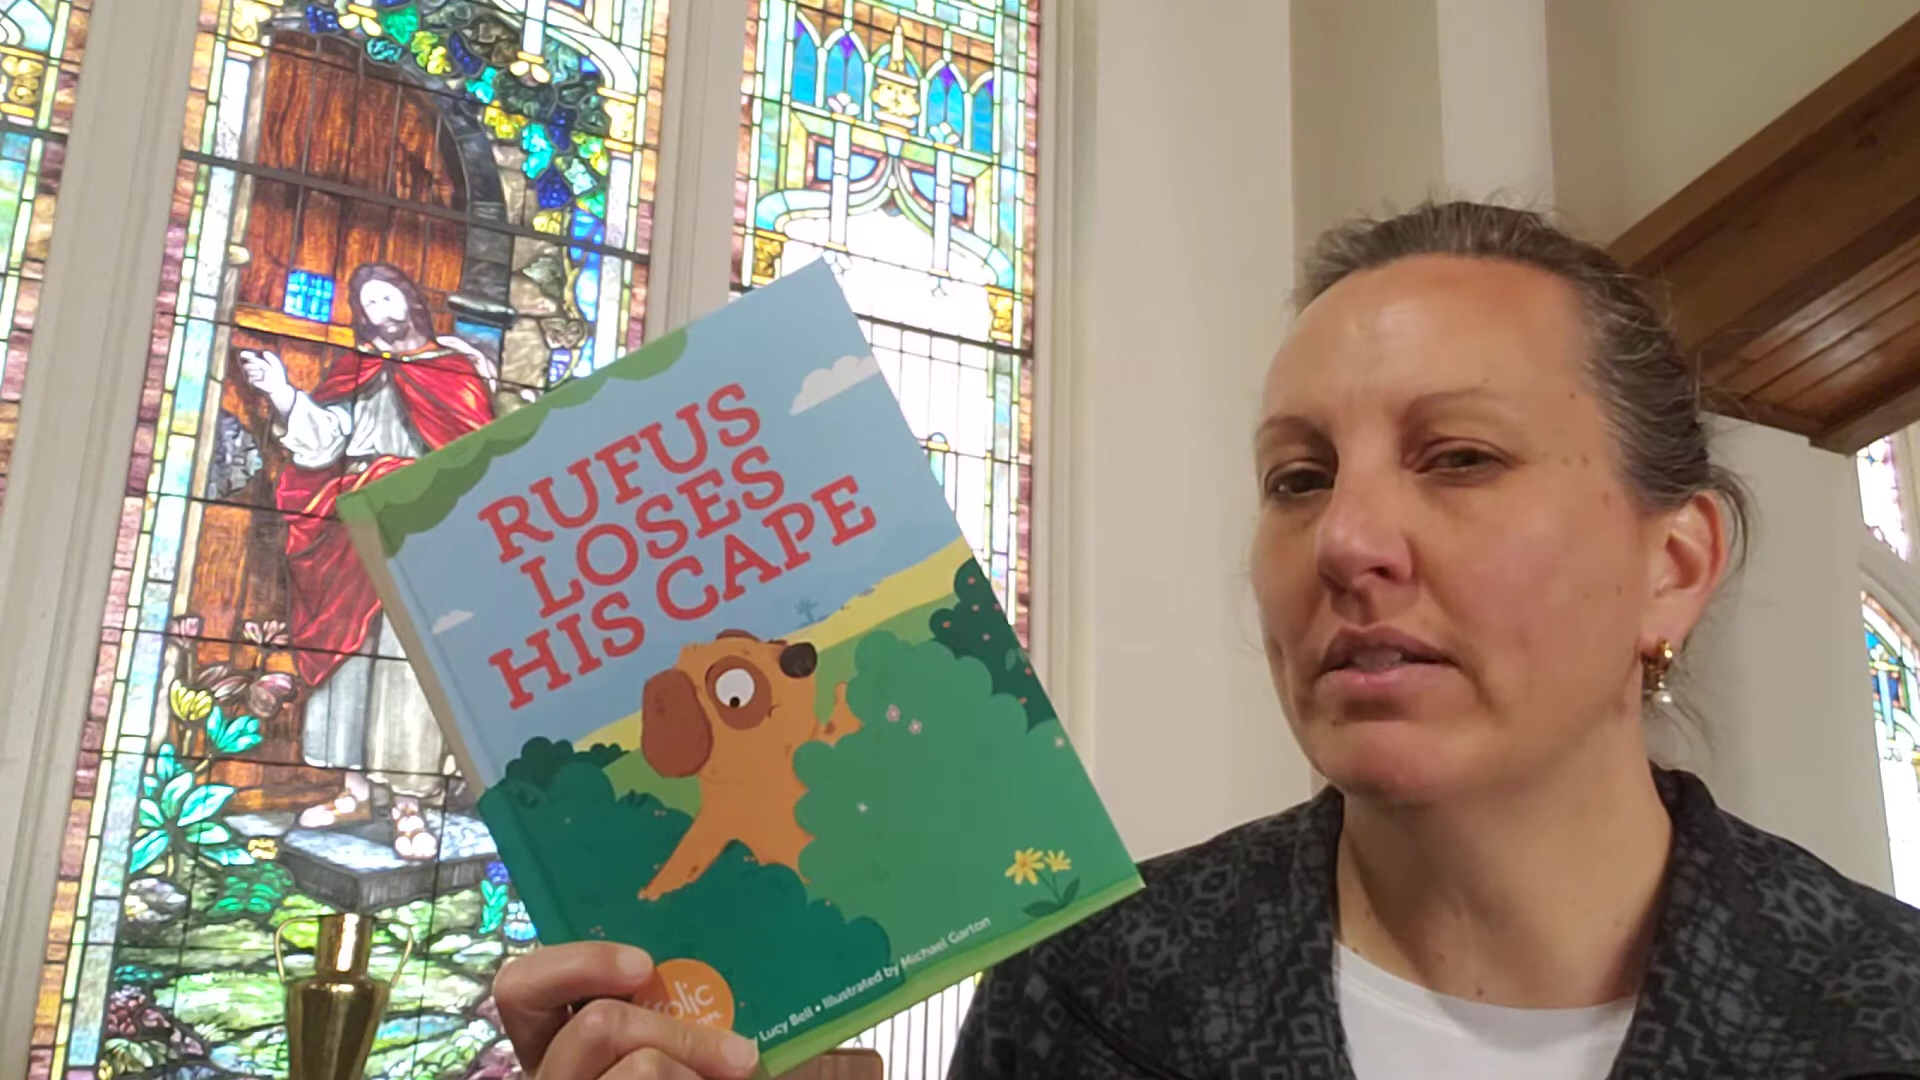 RUFUS
LOSES
HIS CAPE
Lucy Bell • Illustrated by Michael Garton